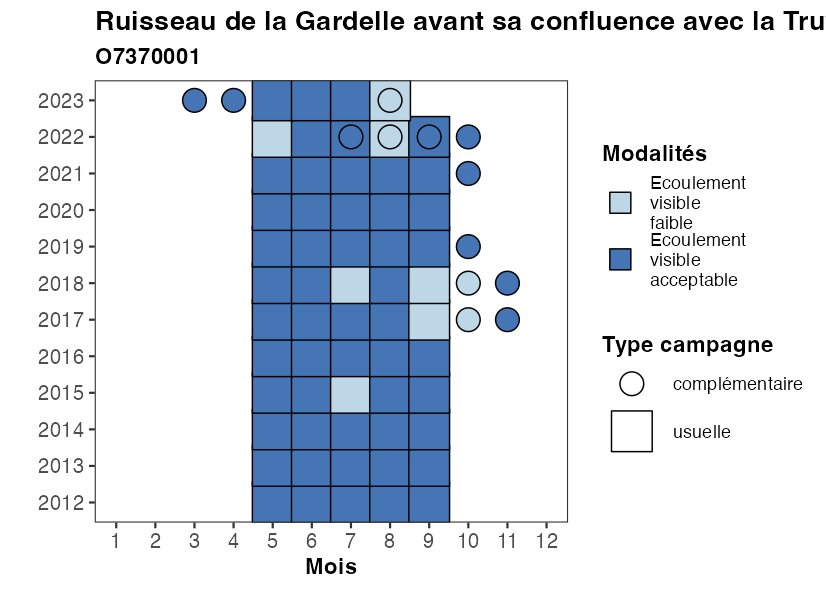 Ruisseau de la Gardelle avant sa confluence avec la Tru
O7370001
2023
2022
2021
2020
2019
2018
2017
2016
2015
2014
2013
2012
1 2 3 4 5 6 7 8 9 10 11 12
Mois
Modalités
Ecoulement
visible
faible
Ecoulement
visible
acceptable
Type campagne
complémentaire
usuelle